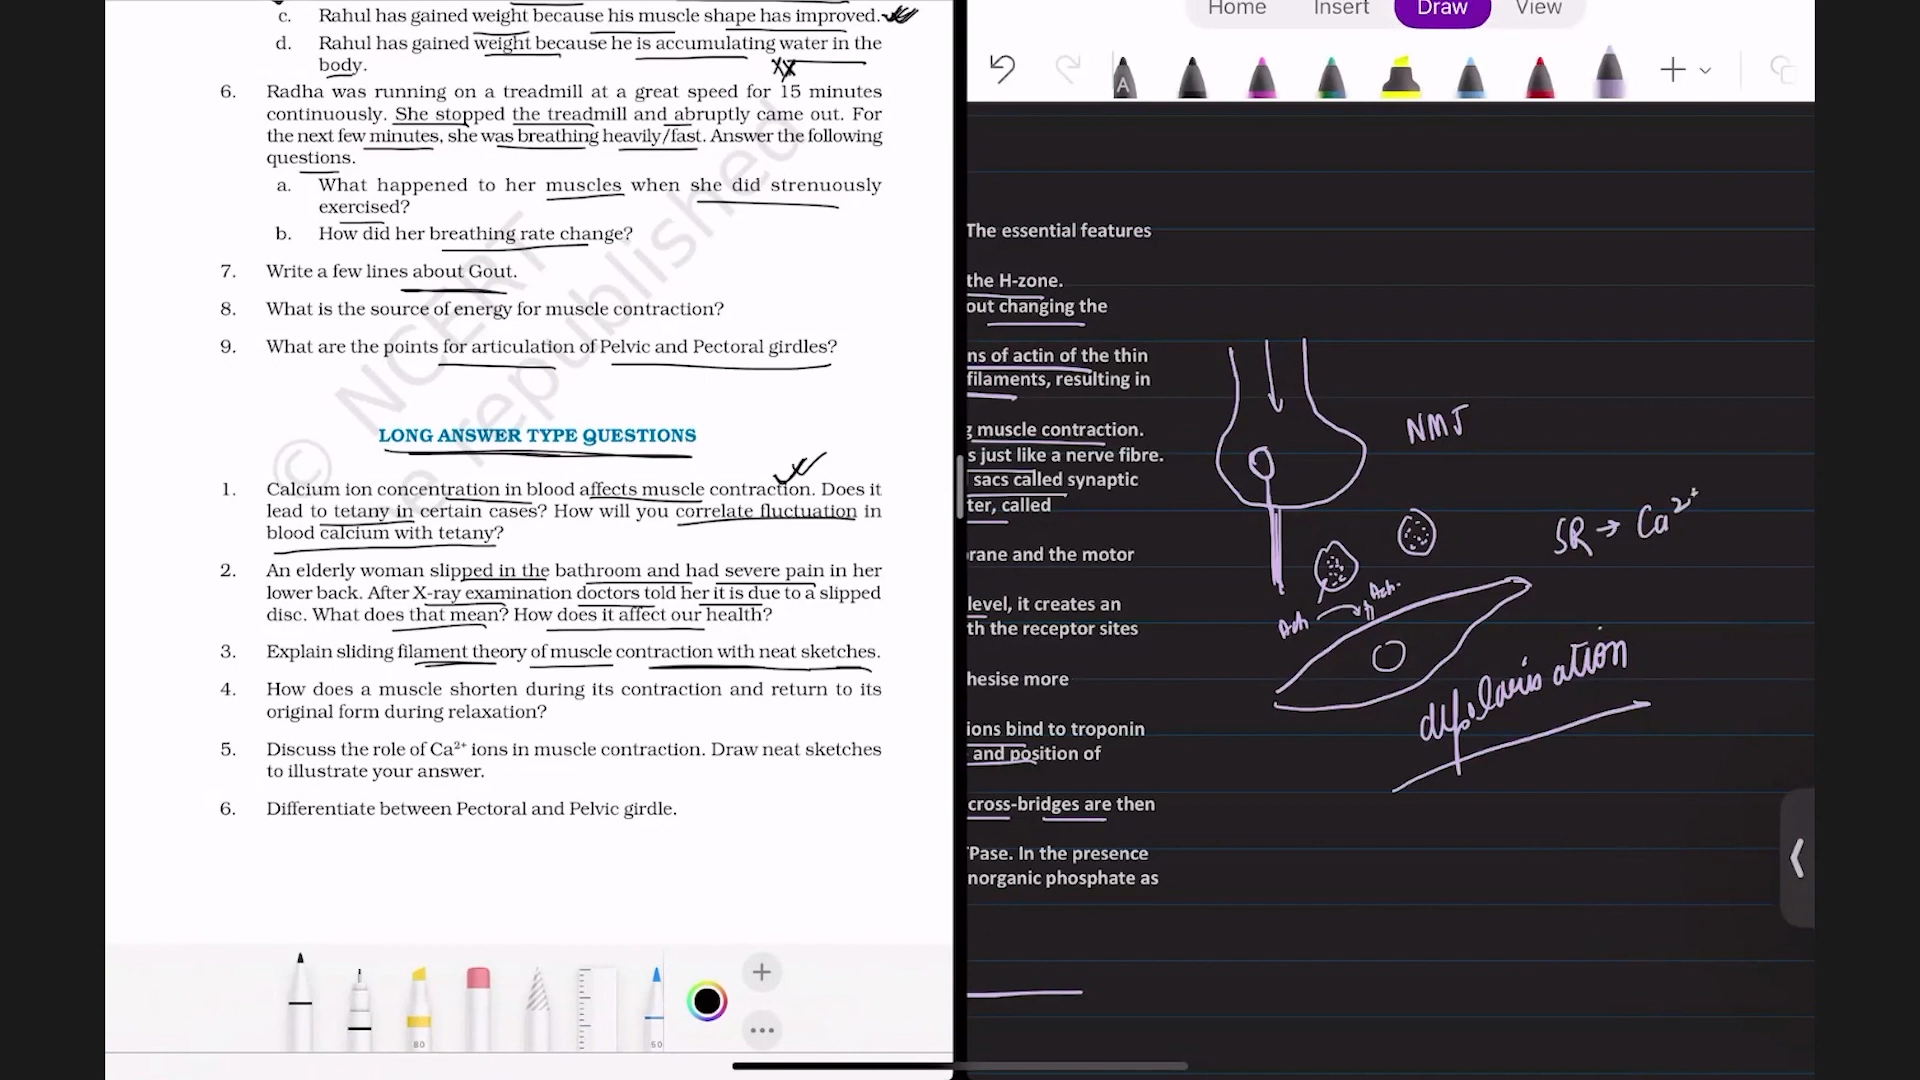 c. Rahul has gained weight because his muscle shape has improved.
d. Rahul has gained weight because he is accumulating water in the
body.
6. Radha was running on a treadmill at a great speed for 15 minutes
continuously. She stopped the treadmill and abruptly came out. For
the next few minutes, she was breathing heavily/fast. Answer the following
questions.
a. What happened to her muscles when she did strenuously
exercised?
b. How did her breathing rate change?
7. Write a few lines about Gout.
8. What is the source of energy for muscle contraction?
9. What are the points for articulation of Pelvic and Pectoral girdles?
LONG ANSWER TYPE QUESTIONS
1. Calcium ion concentration in blood affects muscle contraction. Does it
lead to tetany in certain cases? How will you correlate fluctuation in
blood calcium with tetany?
2. An elderly woman slipped in the bathroom and had severe pain in her
lower back. After X-ray examination doctors told her it is due to a slipped
disc. What does that mean? How does it affect our health?
3. Explain sliding filament theory of muscle contraction with neat sketches.
4. How does a muscle shorten during its contraction and return to its
original form during relaxation?
5. Discuss the role of Ca²⁺ ions in muscle contraction. Draw neat sketches
to illustrate your answer.
6. Differentiate between Pectoral and Pelvic girdle.
© NCERT
be republished
80
50
Home Insert Draw View
A
The essential features
the H-zone.
out changing the
ns of actin of the thin
filaments, resulting in
muscle contraction.
s just like a nerve fibre.
sacs called synaptic
ter, called
rane and the motor
level, it creates an
th the receptor sites
hesise more
ions bind to troponin
and position of
cross-bridges are then
Pase. In the presence
norganic phosphate as
NMJ
SR → Ca²⁺
Ach
Ach.
depolarisation